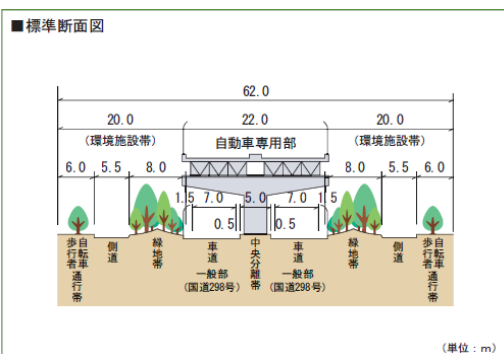 ■標準断面図
62.0
20.0 22.0 20.0
(環境施設帯) 自動車専用部 (環境施設帯)
6.0 5.5 8.0 8.0 5.5 6.0
1.5 7.0 5.0 7.0 1.5
0.5 0.5
自転車
歩行者
通行帯
側道
緑地帯
車道
一般部
(国道298号)
中央分離帯
車道
一般部
(国道298号)
緑地帯
側道
自転車
歩行者
通行帯
(単位:m)